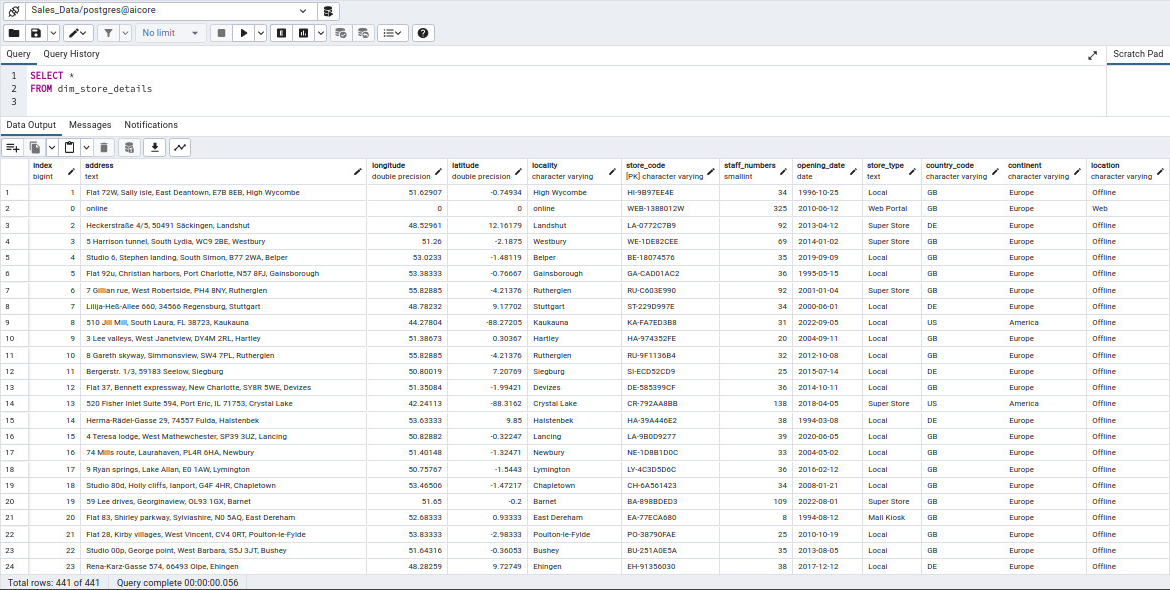 Sales_Data/postgres@aicore
No limit
Query Query History Scratch Pad
1 SELECT *
2 FROM dim_store_details
3
Data Output Messages Notifications
index address longitude latitude locality store_code staff_numbers opening_date store_type country_code continent location
bigint text double precision double precision character varying [PK] character varying smallint date text character varying character varying character varying
1 1 Flat 72W, Sally isle, East Deantown, E7B 8EB, High Wycombe 51.62907 -0.74934 High Wycombe HI-9B97EE4E 34 1996-10-25 Local GB Europe Offline
2 0 online 0 0 online WEB-1388012W 325 2010-06-12 Web Portal GB Europe Web
3 2 Heckerstraße 4/5, 50491 Säckingen, Landshut 48.52961 12.16179 Landshut LA-0772C7B9 92 2013-04-12 Super Store DE Europe Offline
4 3 5 Harrison tunnel, South Lydia, WC9 2BE, Westbury 51.26 -2.1875 Westbury WE-1DE82CEE 69 2014-01-02 Super Store GB Europe Offline
5 4 Studio 6, Stephen landing, South Simon, B77 2WA, Belper 53.0233 -1.48119 Belper BE-18074576 35 2019-09-09 Local GB Europe Offline
6 5 Flat 92u, Christian harbors, Port Charlotte, N57 8FJ, Gainsborough 53.38333 -0.76667 Gainsborough GA-CAD01AC2 36 1995-05-15 Local GB Europe Offline
7 6 7 Gillian rue, West Robertside, PH4 8NY, Rutherglen 55.82885 -4.21376 Rutherglen RU-C603E990 92 2001-01-04 Super Store GB Europe Offline
8 7 Lilija-Heß-Allee 660, 34566 Regensburg, Stuttgart 48.78232 9.17702 Stuttgart ST-229D997E 34 2000-06-01 Local DE Europe Offline
9 8 510 Jill Mill, South Laura, FL 38723, Kaukauna 44.27804 -88.27205 Kaukauna KA-FA7ED3B8 31 2022-09-05 Local US America Offline
10 9 3 Lee valleys, West Janetview, DY4M 2RL, Hartley 51.38673 0.30367 Hartley HA-974352FE 20 2004-09-11 Local GB Europe Offline
11 10 8 Gareth skyway, Simmonsview, SW4 7PL, Rutherglen 55.82885 -4.21376 Rutherglen RU-9F1136B4 32 2012-10-08 Local GB Europe Offline
12 11 Bergerstr. 1/3, 59183 Seelow, Siegburg 50.80019 7.20769 Siegburg SI-ECD52CD9 25 2015-07-14 Local DE Europe Offline
13 12 Flat 37, Bennett expressway, New Charlotte, SY8R 5WE, Devizes 51.35084 -1.99421 Devizes DE-585399CF 36 2014-10-11 Local GB Europe Offline
14 13 520 Fisher Inlet Suite 594, Port Eric, IL 71753, Crystal Lake 42.24113 -88.3162 Crystal Lake CR-792AA8BB 138 2018-04-05 Super Store US America Offline
15 14 Herma-Rädel-Gasse 29, 74557 Fulda, Halstenbek 53.63333 9.85 Halstenbek HA-39A446E2 38 1994-03-08 Local DE Europe Offline
16 15 4 Teresa lodge, West Mathewchester, SP39 3UZ, Lancing 50.82882 -0.32247 Lancing LA-9B0D9277 39 2020-06-05 Local GB Europe Offline
17 16 74 Mills route, Laurahaven, PL4R 6HA, Newbury 51.40148 -1.32471 Newbury NE-1D8B1D0C 33 2004-05-02 Local GB Europe Offline
18 17 9 Ryan springs, Lake Allan, E0 1AW, Lymington 50.75767 -1.5443 Lymington LY-4C3D5D6C 36 2016-02-12 Local GB Europe Offline
19 18 Studio 80d, Holly cliffs, Ianport, G4F 4HR, Chapletown 53.46506 -1.47217 Chapletown CH-6A561423 34 2008-01-21 Local GB Europe Offline
20 19 59 Lee drives, Georginaview, OL93 1GX, Barnet 51.65 -0.2 Barnet BA-898BDED3 109 2022-08-01 Super Store GB Europe Offline
21 20 Flat 83, Shirley parkway, Sylviashire, N0 5AQ, East Dereham 52.68333 0.93333 East Dereham EA-77ECA680 8 1994-08-12 Mall Kiosk GB Europe Offline
22 21 Flat 28, Kirby villages, West Vincent, CV4 0RT, Poulton-le-Fylde 53.83333 -2.98333 Poulton-le-Fylde PO-38790FAE 25 2010-10-19 Local GB Europe Offline
23 22 Studio 00p, George point, West Barbara, S5J 3JT, Bushey 51.64316 -0.36053 Bushey BU-251A0E5A 35 2013-08-05 Local GB Europe Offline
24 23 Rena-Karz-Gasse 574, 66493 Olpe, Ehingen 48.28259 9.72749 Ehingen EH-91356030 38 2017-12-12 Local DE Europe Offline
Total rows: 441 of 441 Query complete 00:00:00.056